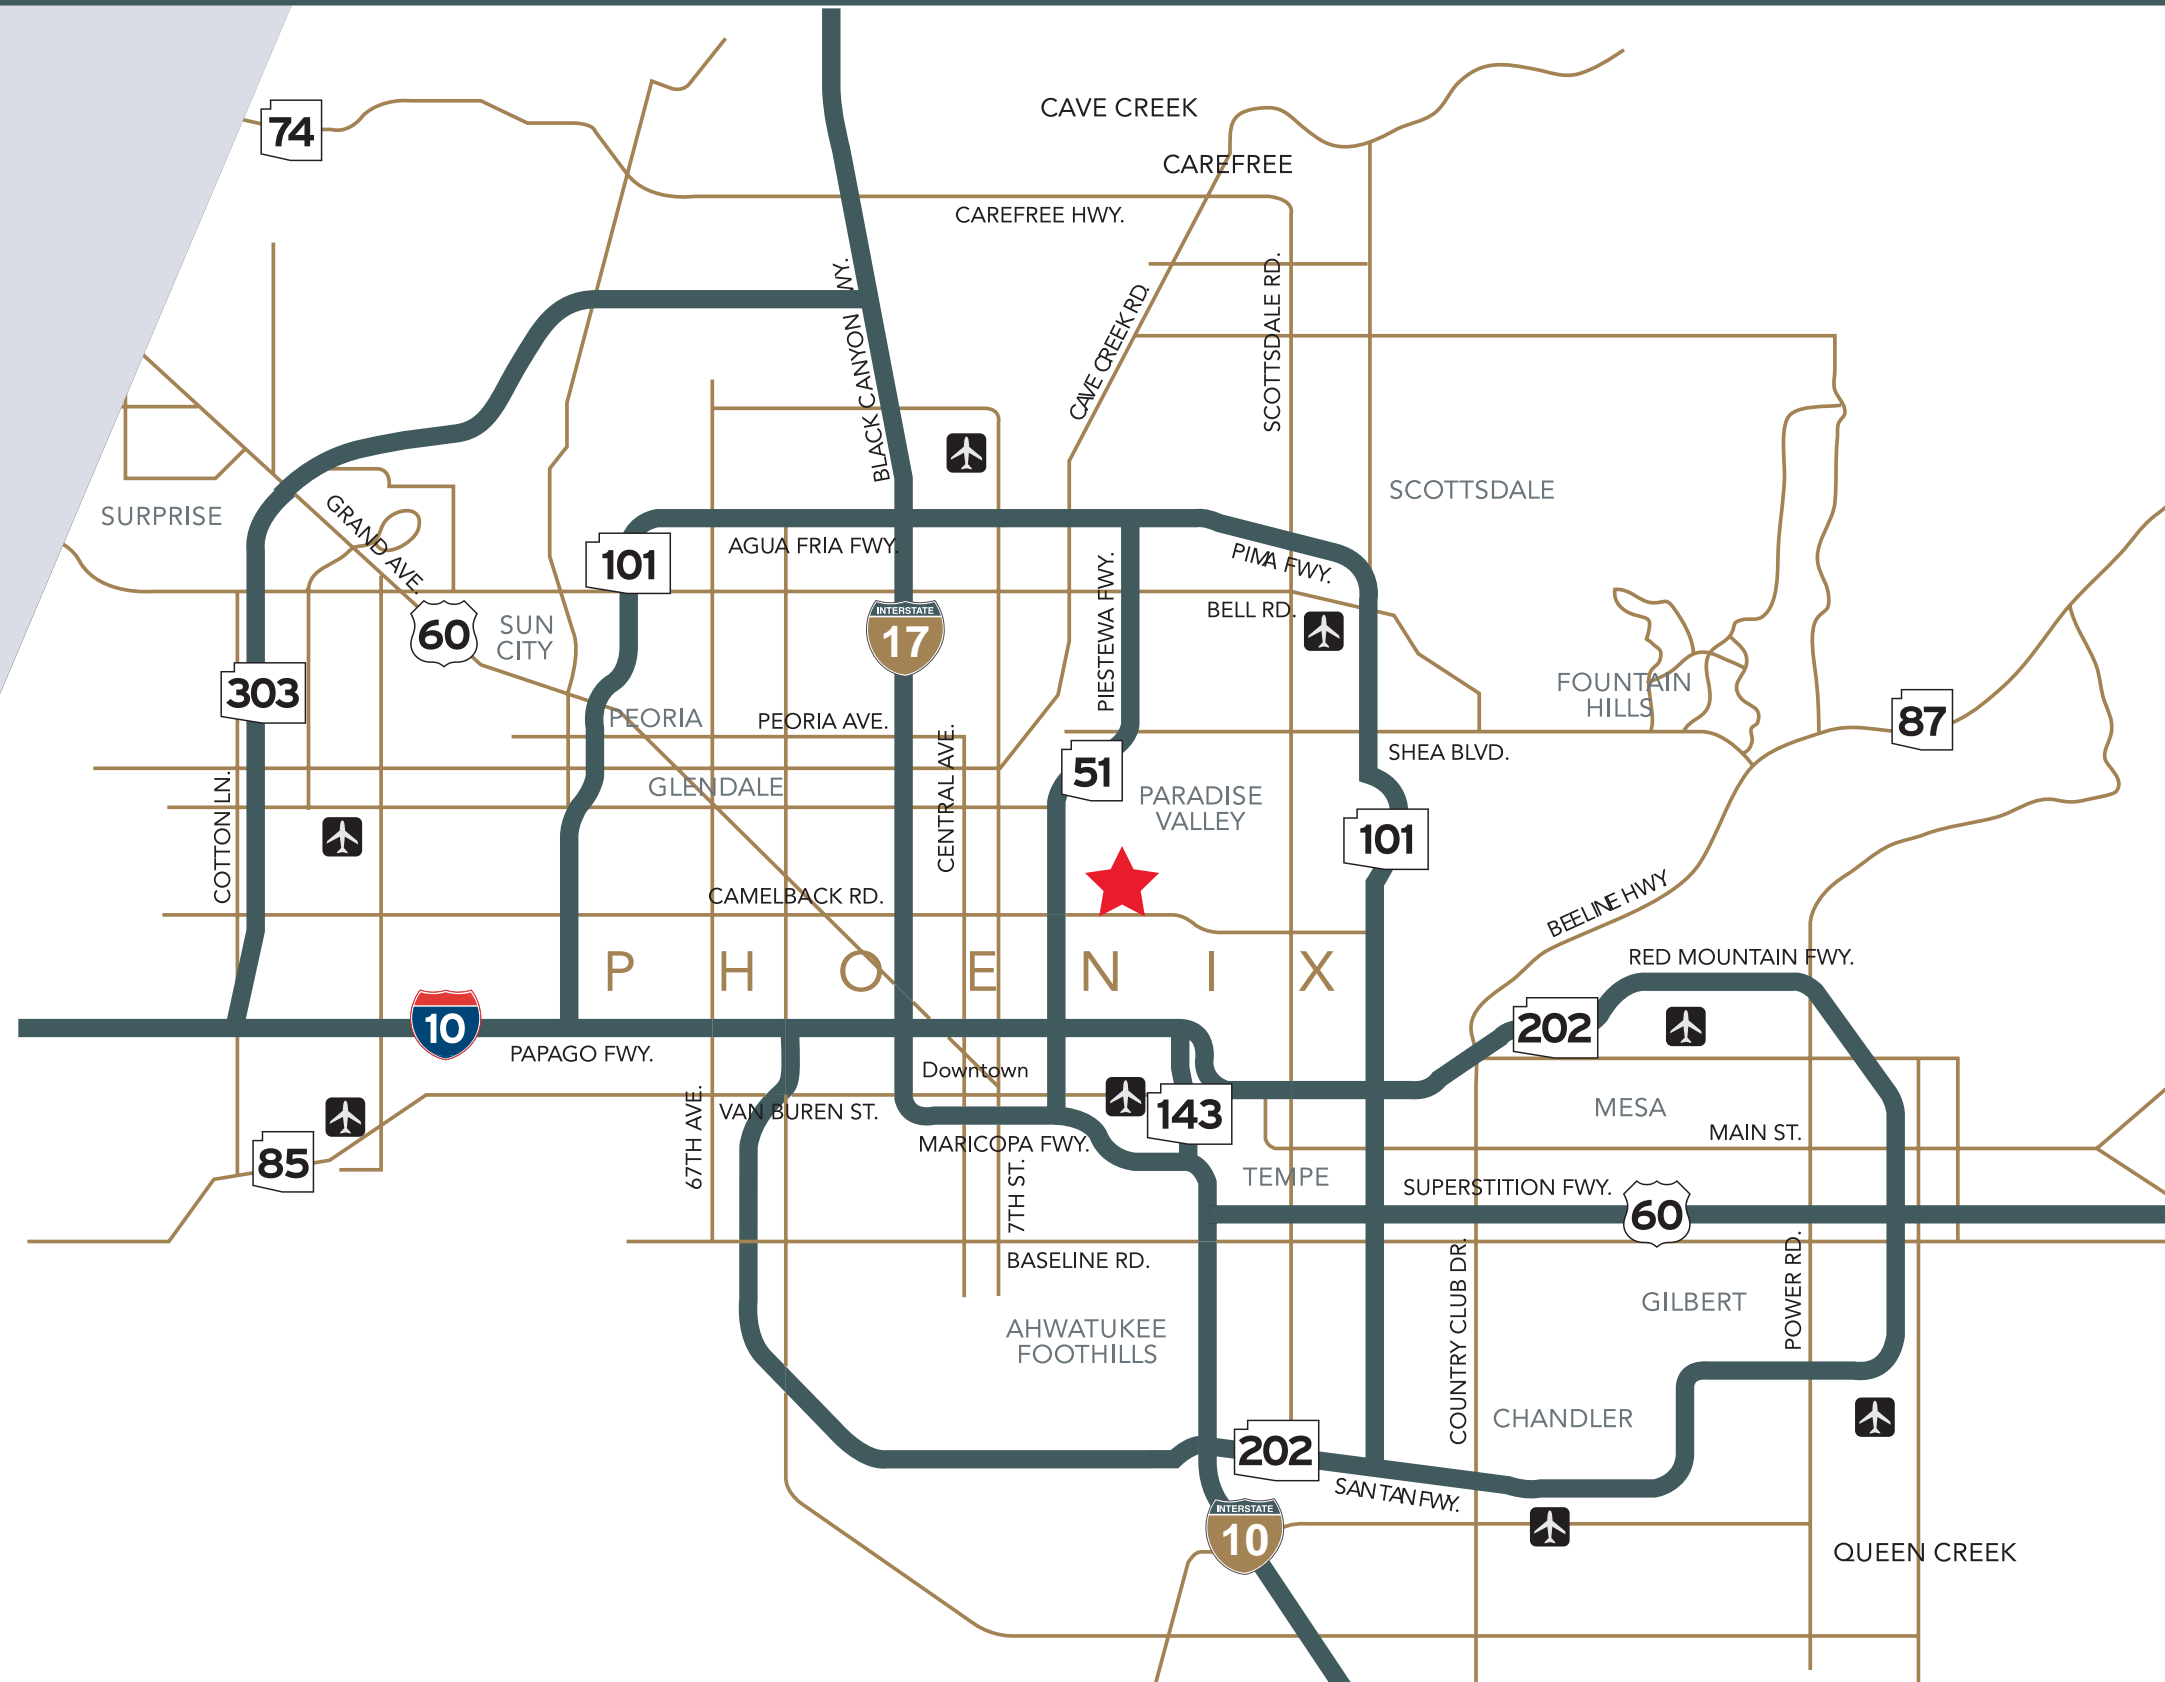 CAVE CREEK
74
CAREFREE
CAREFREE HWY.
BLACK CANYON WY.
CAVE CREEK RD.
SCOTTSDALE RD.
SCOTTSDALE
SURPRISE
GRAND AVE.
101
AGUA FRIA FWY.
PIESTEWA FWY.
PIMA FWY.
BELL RD.
60
SUN
CITY
INTERSTATE
17
303
FOUNTAIN
HILLS
87
PEORIA
PEORIA AVE.
CENTRAL AVE.
SHEA BLVD.
51
GLENDALE
PARADISE
VALLEY
COTTON LN.
101
CAMELBACK RD.
BEELINE HWY
PHOENIX
RED MOUNTAIN FWY.
10
202
PAPAGO FWY.
Downtown
67TH AVE.
VAN BUREN ST.
143
MESA
MAIN ST.
MARICOPA FWY.
85
7TH ST.
TEMPE
SUPERSTITION FWY.
60
BASELINE RD.
COUNTRY CLUB DR.
POWER RD.
GILBERT
AHWATUKEE
FOOTHILLS
CHANDLER
202
SANTAN FWY.
INTERSTATE
10
QUEEN CREEK